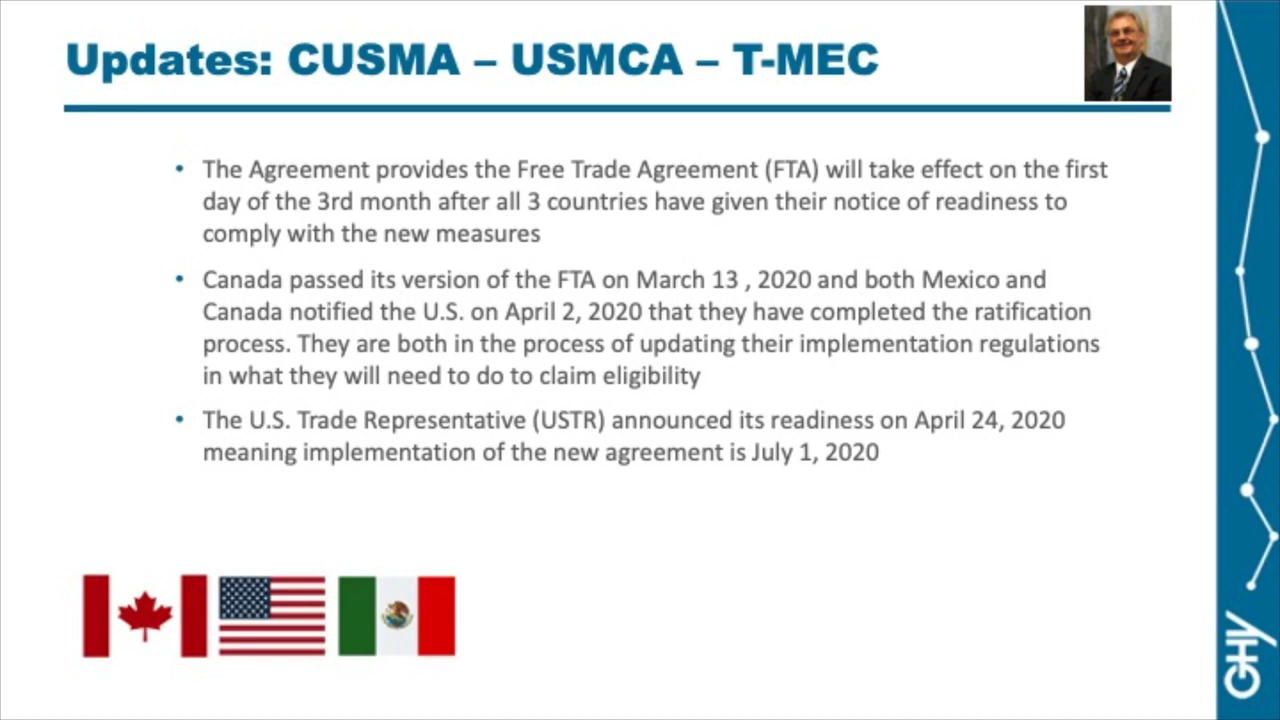 Updates: CUSMA – USMCA – T-MEC
• The Agreement provides the Free Trade Agreement (FTA) will take effect on the first
day of the 3rd month after all 3 countries have given their notice of readiness to
comply with the new measures
• Canada passed its version of the FTA on March 13 , 2020 and both Mexico and
Canada notified the U.S. on April 2, 2020 that they have completed the ratification
process. They are both in the process of updating their implementation regulations
in what they will need to do to claim eligibility
• The U.S. Trade Representative (USTR) announced its readiness on April 24, 2020
meaning implementation of the new agreement is July 1, 2020
GHY